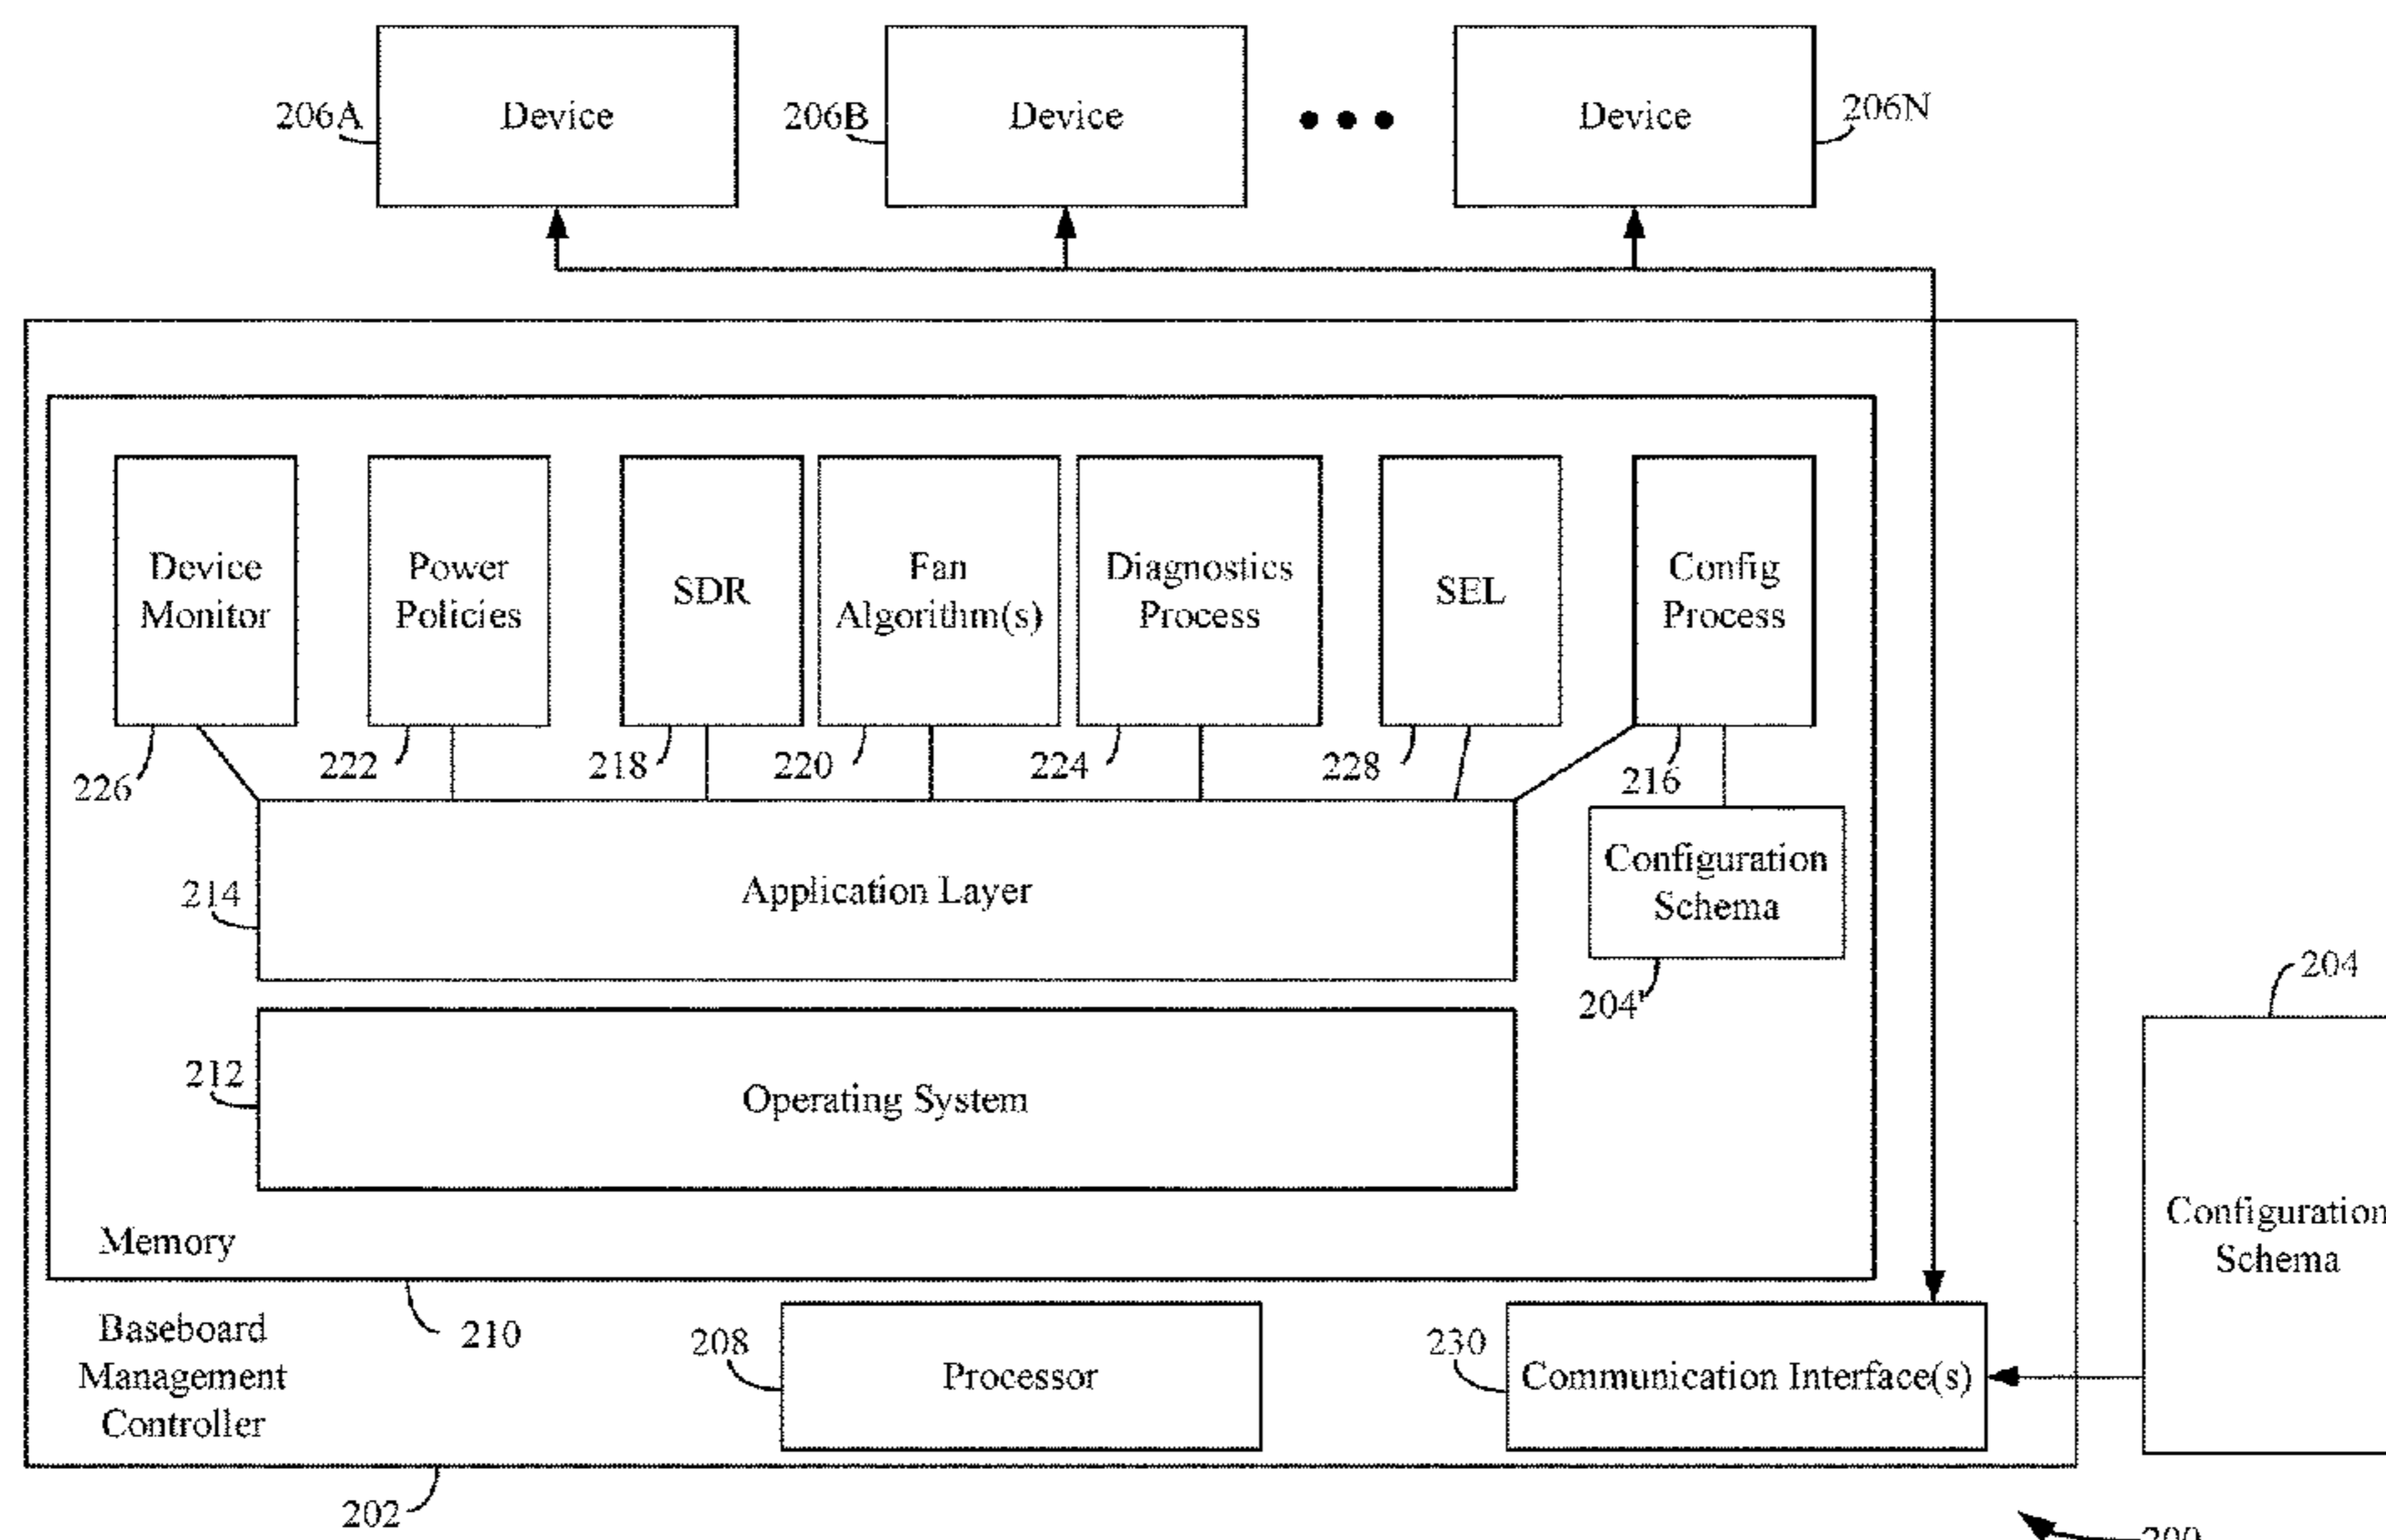 206A
Device
206B
Device
Device
206N
Device
Monitor
Power
Policies
SDR
Fan
Algorithm(s)
Diagnostics
Process
SEL
Config
Process
226
222
218
220
224
228
216
214
Application Layer
Configuration
Schema
204'
204
212
Operating System
Configuration
Schema
Memory
210
Baseboard
Management
Controller
208
Processor
230
Communication Interface(s)
202
200